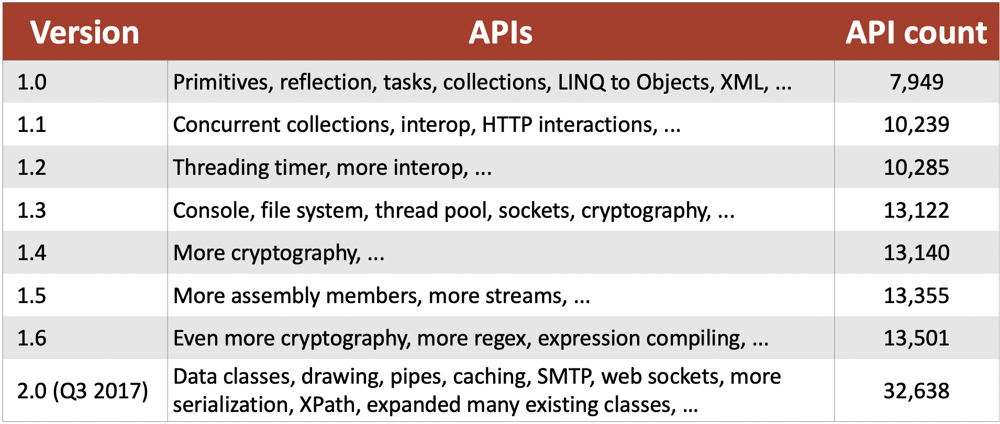 Version APIs API count
1.0 Primitives, reflection, tasks, collections, LINQ to Objects, XML, ... 7,949
1.1 Concurrent collections, interop, HTTP interactions, ... 10,239
1.2 Threading timer, more interop, ... 10,285
1.3 Console, file system, thread pool, sockets, cryptography, ... 13,122
1.4 More cryptography, ... 13,140
1.5 More assembly members, more streams, ... 13,355
1.6 Even more cryptography, more regex, expression compiling, ... 13,501
2.0 (Q3 2017) Data classes, drawing, pipes, caching, SMTP, web sockets, more
serialization, XPath, expanded many existing classes, ... 32,638